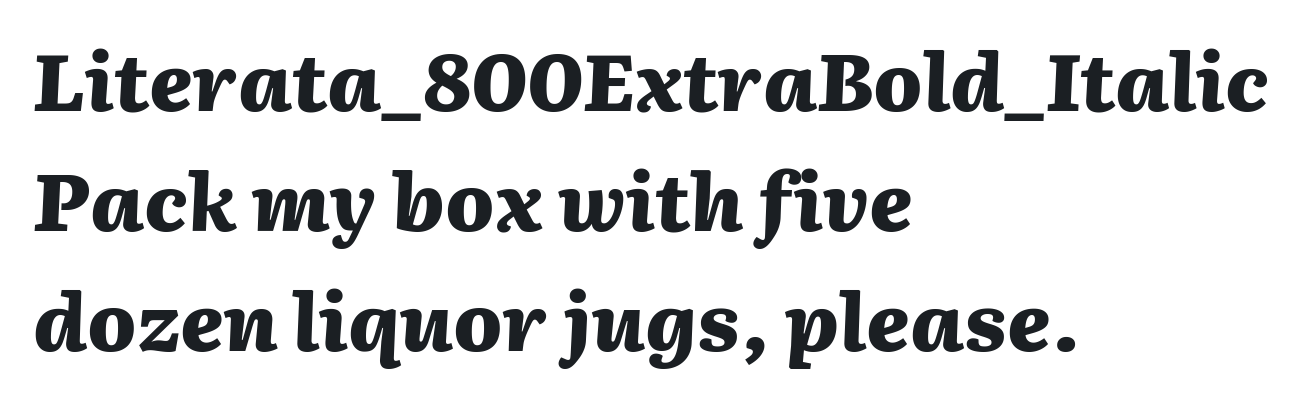 Literata_800ExtraBold_Italic
Pack my box with five
dozen liquor jugs, please.